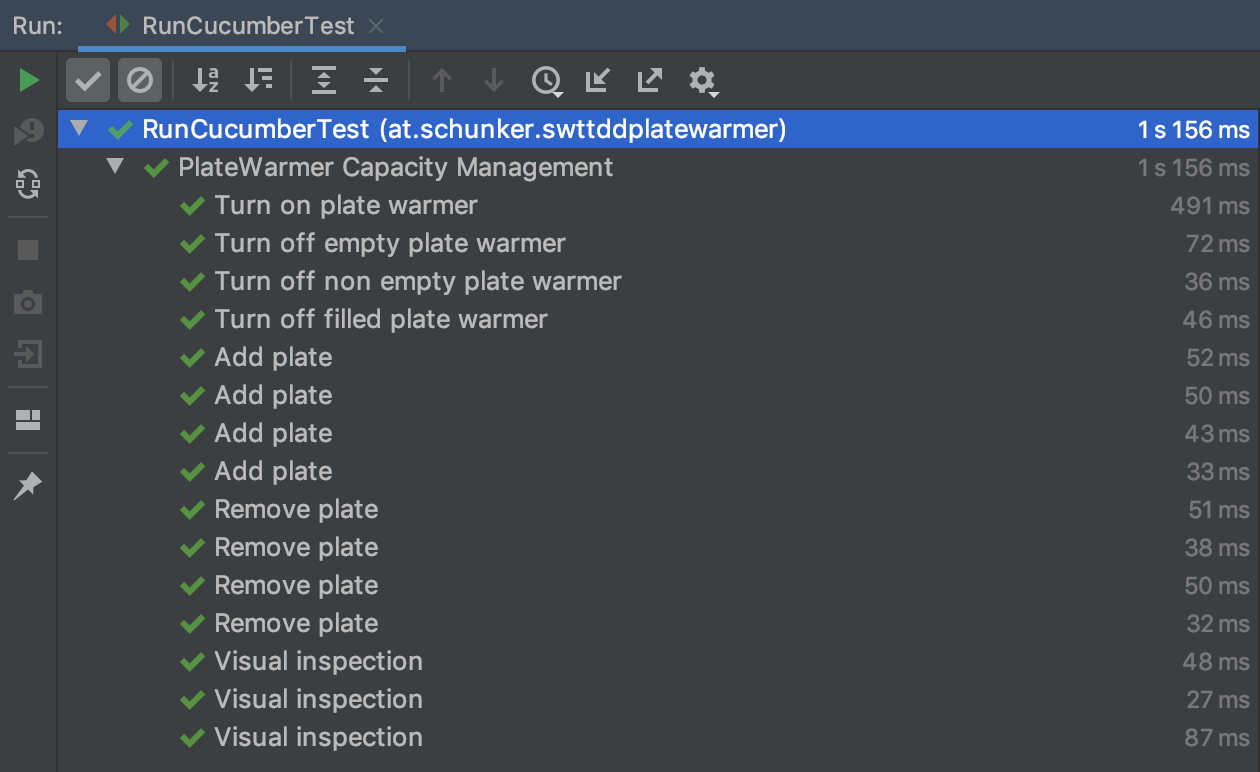 Run: RunCucumberTest
RunCucumberTest (at.schunker.swttddplatewarmer) 1 s 156 ms
PlateWarmer Capacity Management 1 s 156 ms
Turn on plate warmer 491 ms
Turn off empty plate warmer 72 ms
Turn off non empty plate warmer 36 ms
Turn off filled plate warmer 46 ms
Add plate 52 ms
Add plate 50 ms
Add plate 43 ms
Add plate 33 ms
Remove plate 51 ms
Remove plate 38 ms
Remove plate 50 ms
Remove plate 32 ms
Visual inspection 48 ms
Visual inspection 27 ms
Visual inspection 87 ms